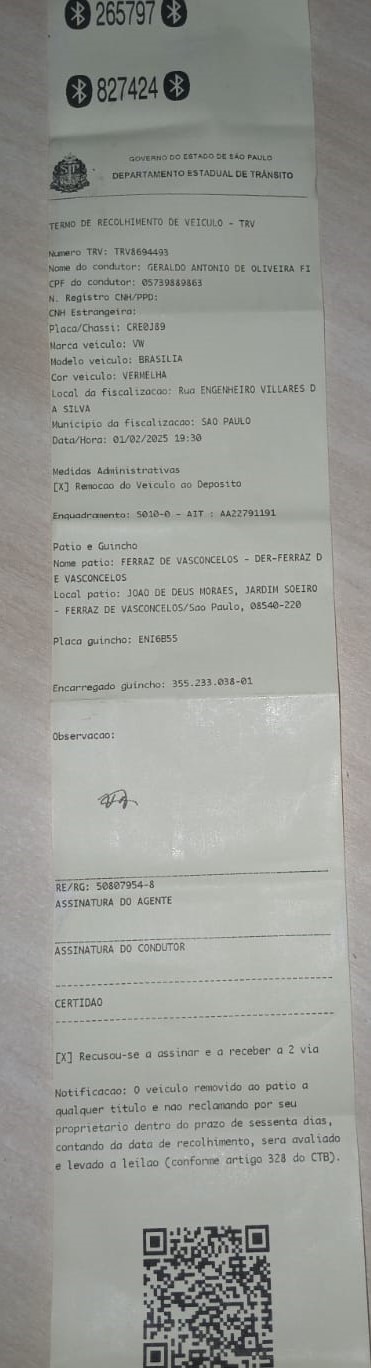 265797
827424
GOVERNO DO ESTADO DE SÃO PAULO
DEPARTAMENTO ESTADUAL DE TRÂNSITO
TERMO DE RECOLHIMENTO DE VEICULO - TRV
Numero TRV: TRV8694493
Nome do condutor: GERALDO ANTONIO DE OLIVEIRA FI
CPF do condutor: 05739889863
N. Registro CNH/PPD:
CNH Estrangeira:
Placa/Chassi: CRE0J89
Marca veiculo: VW
Modelo veiculo: BRASILIA
Cor veiculo: VERMELHA
Local da fiscalizacao: Rua ENGENHEIRO VILLARES D
A SILVA
Municipio da fiscalizacao: SAO PAULO
Data/Hora: 01/02/2025 19:30
Medidas Administrativas
[X] Remocao do Veiculo ao Deposito
Enquadramento: 5010-0 - AIT : AA22791191
Patio e Guincho
Nome patio: FERRAZ DE VASCONCELOS - DER-FERRAZ D
E VASCONCELOS
Local patio: JOAO DE DEUS MORAES, JARDIM SOEIRO
- FERRAZ DE VASCONCELOS/Sao Paulo, 08540-220
Placa guincho: ENI6B55
Encarregado guincho: 355.233.038-01
Observacao:
RE/RG: 50807954-8
ASSINATURA DO AGENTE
ASSINATURA DO CONDUTOR
CERTIDAO
[X] Recusou-se a assinar e a receber a 2 via
Notificacao: O veiculo removido ao patio a
qualquer titulo e nao reclamando por seu
proprietario dentro do prazo de sessenta dias,
contando da data de recolhimento, sera avaliado
e levado a leilao (conforme artigo 328 do CTB).